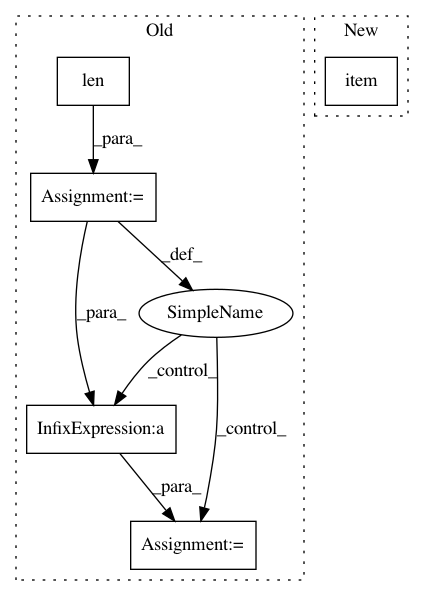 Old
New
len
item
_para_
Assignment:=
_def_
_para_
SimpleName
_control_
_control_
InfixExpression:a
_para_
Assignment:=